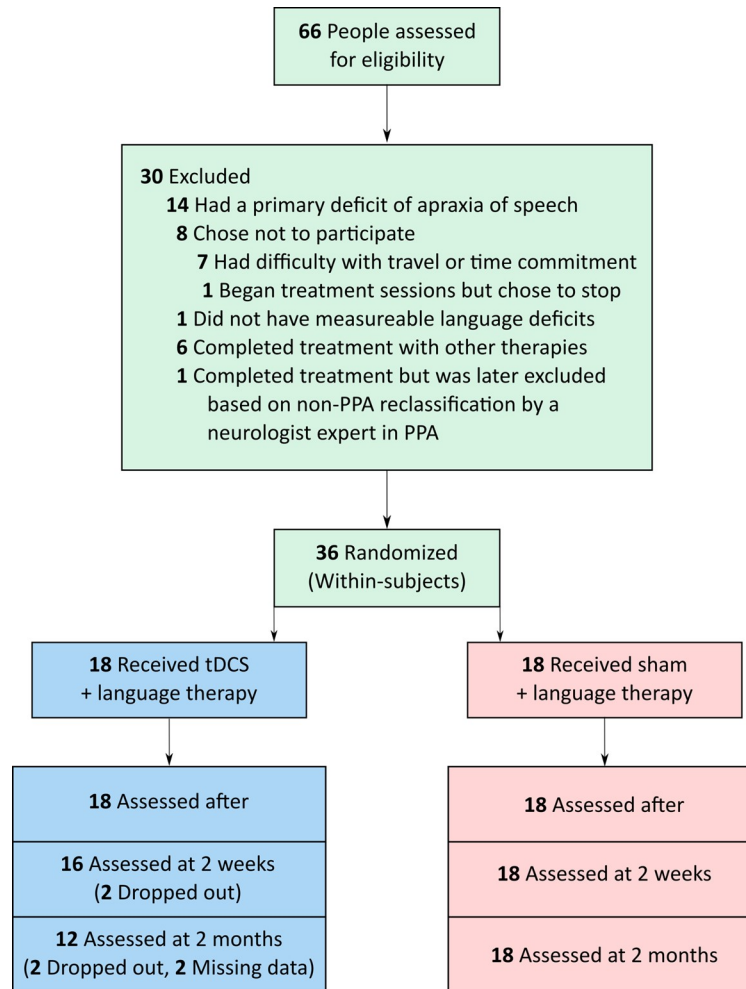 66 People assessed
for eligibility
30 Excluded
14 Had a primary deficit of apraxia of speech
8 Chose not to participate
7 Had difficulty with travel or time commitment
1 Began treatment sessions but chose to stop
1 Did not have measureable language deficits
6 Completed treatment with other therapies
1 Completed treatment but was later excluded
based on non-PPA reclassification by a
neurologist expert in PPA
36 Randomized
(Within-subjects)
18 Received tDCS
+ language therapy
18 Received sham
+ language therapy
18 Assessed after
16 Assessed at 2 weeks
(2 Dropped out)
12 Assessed at 2 months
(2 Dropped out, 2 Missing data)
18 Assessed after
18 Assessed at 2 weeks
18 Assessed at 2 months